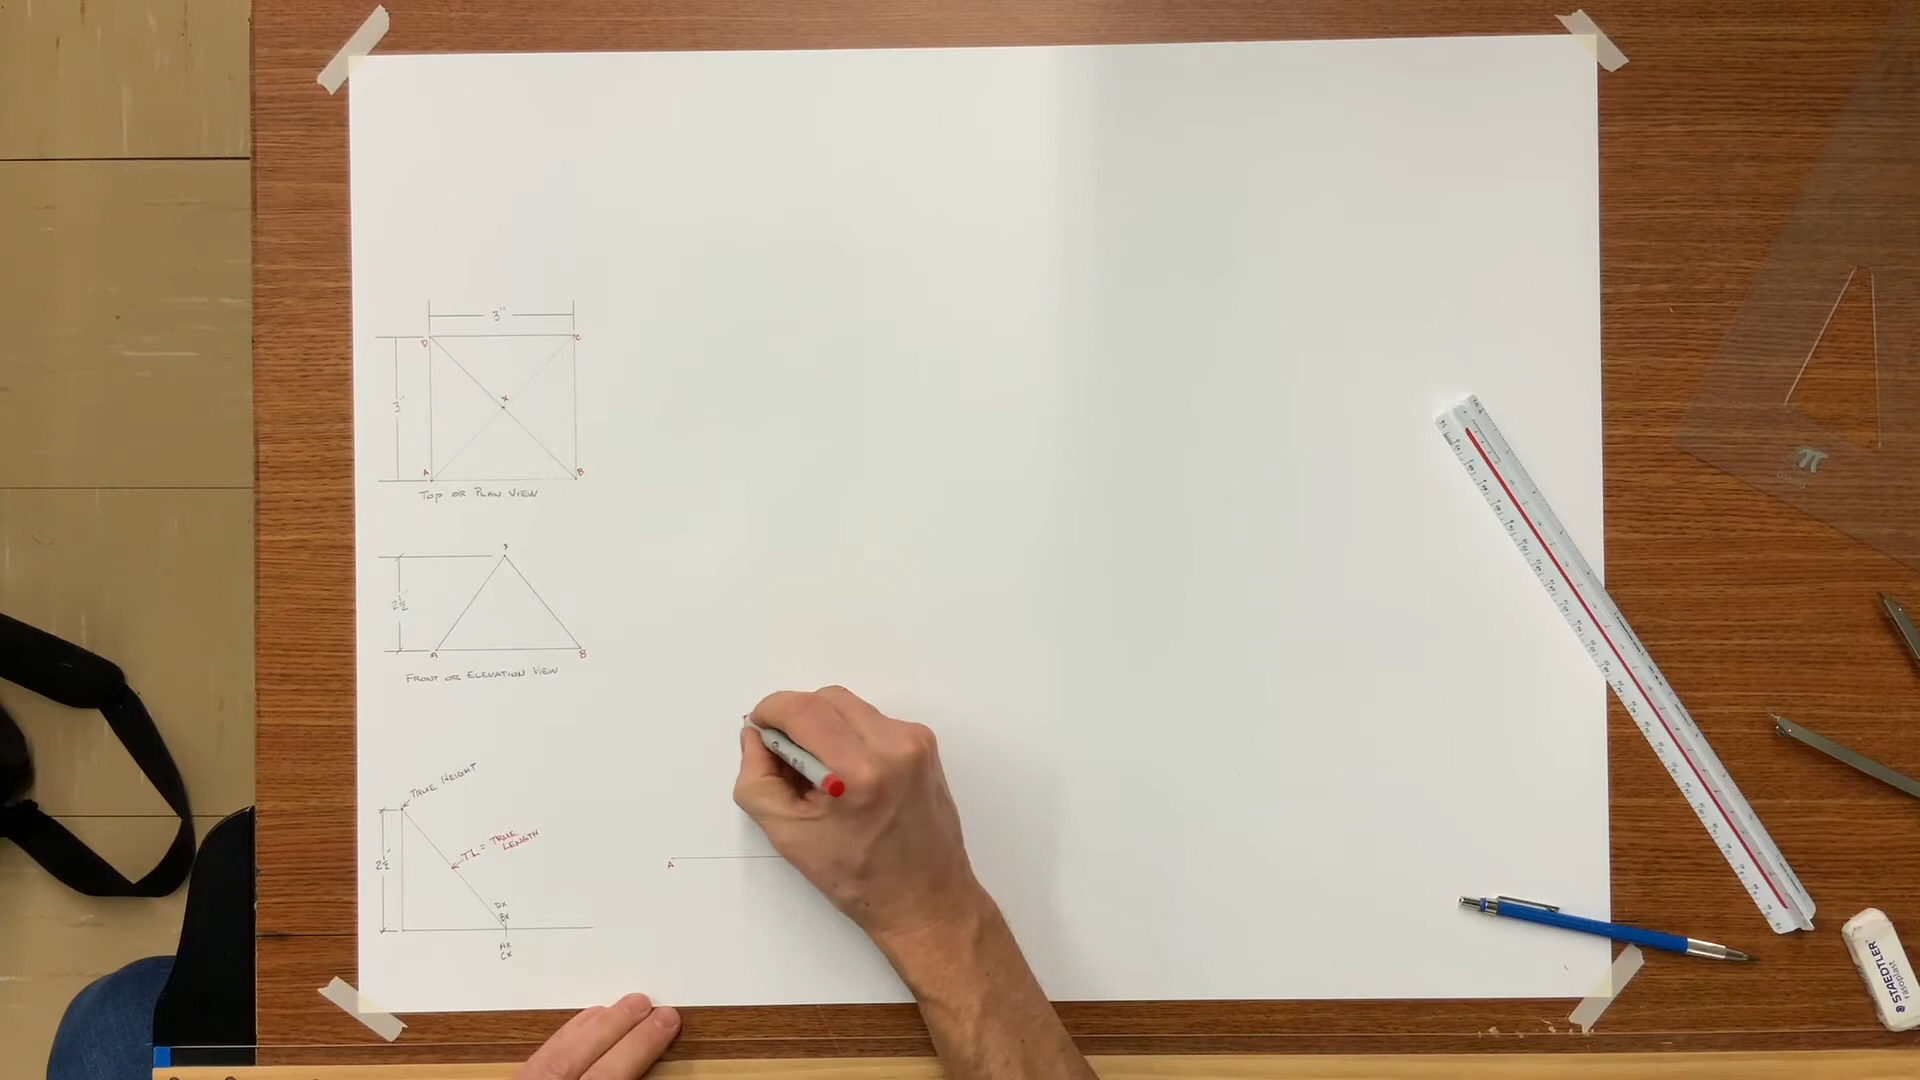 3"
D
C
3"
X
A
B
TOP OR PLAN VIEW
X
2½"
A
B
FRONT OR ELEVATION VIEW
TRUE HEIGHT
TL = TRUE
LENGTH
2½"
DX
BX
AX
CX
A
π
STAEDTLER
rasoplast